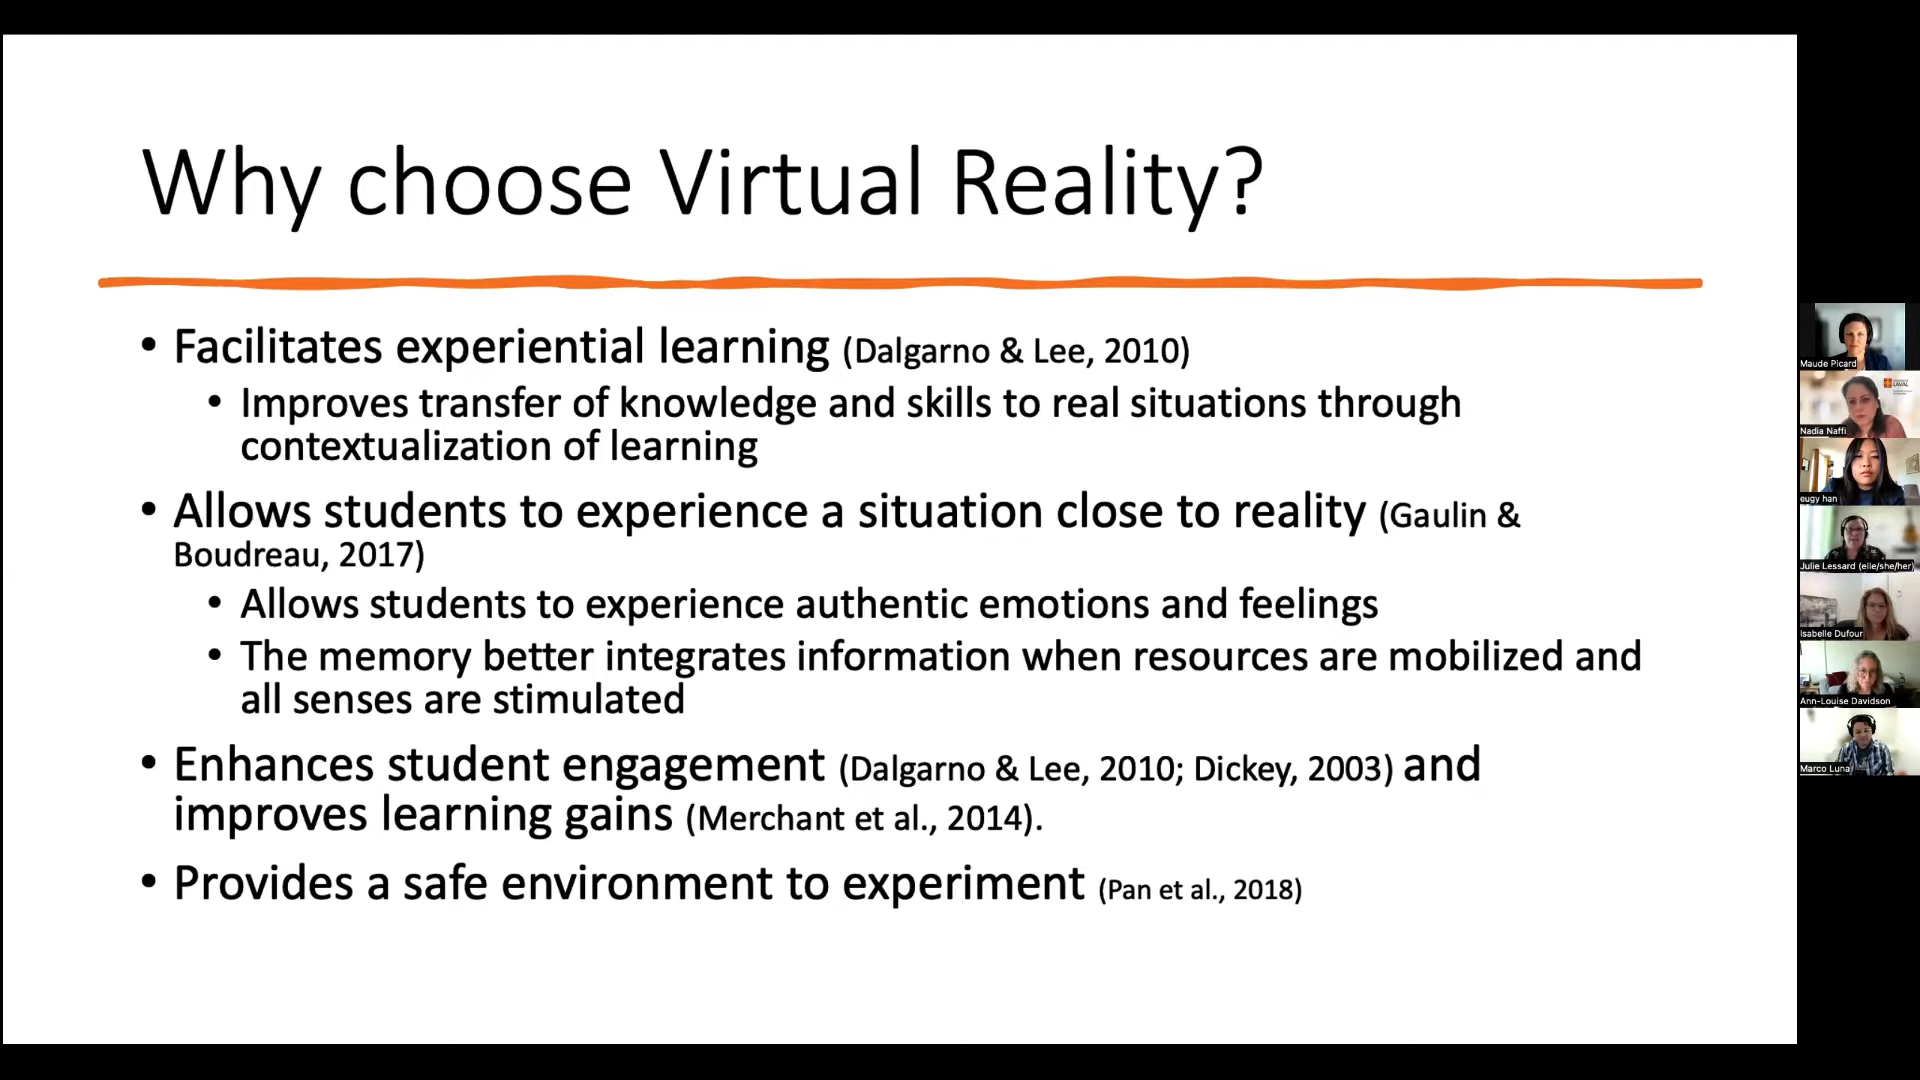 Why choose Virtual Reality?
• Facilitates experiential learning (Dalgarno & Lee, 2010)
• Improves transfer of knowledge and skills to real situations through
contextualization of learning
• Allows students to experience a situation close to reality (Gaulin &
Boudreau, 2017)
• Allows students to experience authentic emotions and feelings
• The memory better integrates information when resources are mobilized and
all senses are stimulated
• Enhances student engagement (Dalgarno & Lee, 2010; Dickey, 2003) and
improves learning gains (Merchant et al., 2014).
• Provides a safe environment to experiment (Pan et al., 2018)
Maude Picard
LAVAL
Nadia Naffi
eugy han
Julie Lessard (elle/she/her)
Isabelle Dufour
Ann-Louise Davidson
Marco Luna